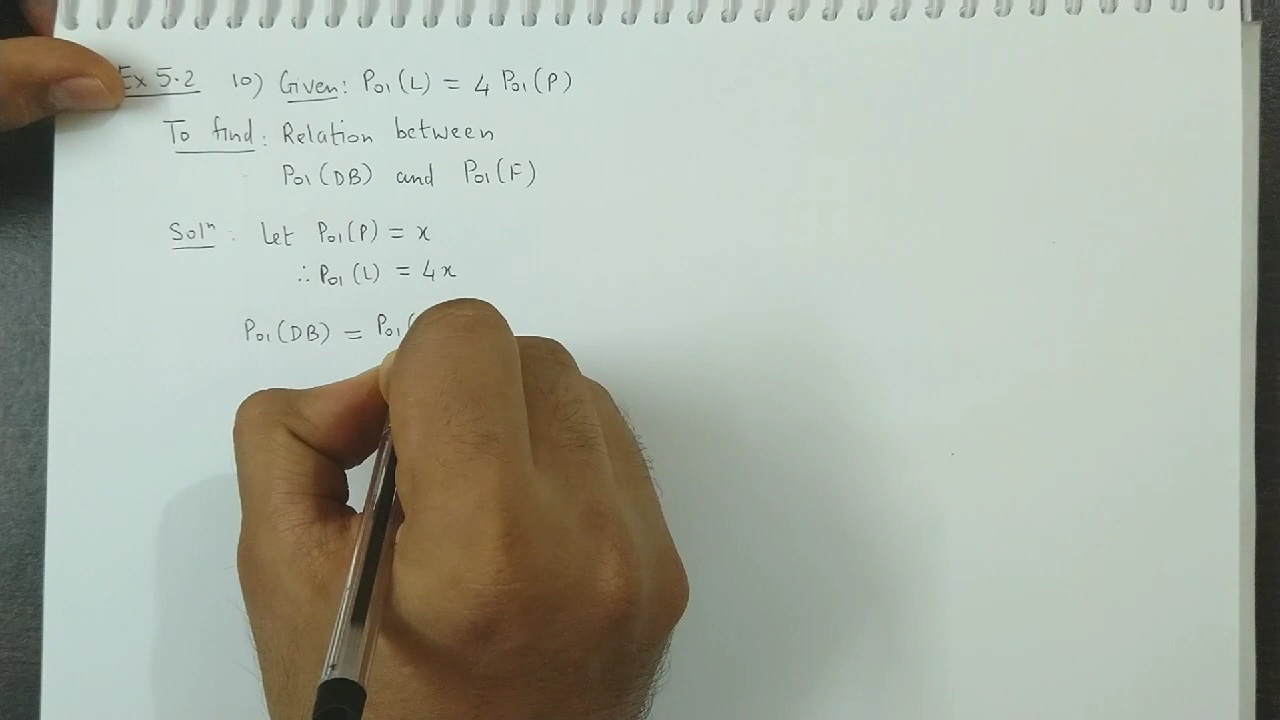 Ex 5.2 10) Given: P01(L) = 4 P01(P)
To find: Relation between
P01(DB) and P01(F)
Solⁿ: Let P01(P) = x
∴ P01(L) = 4x
P01(DB) = P01(